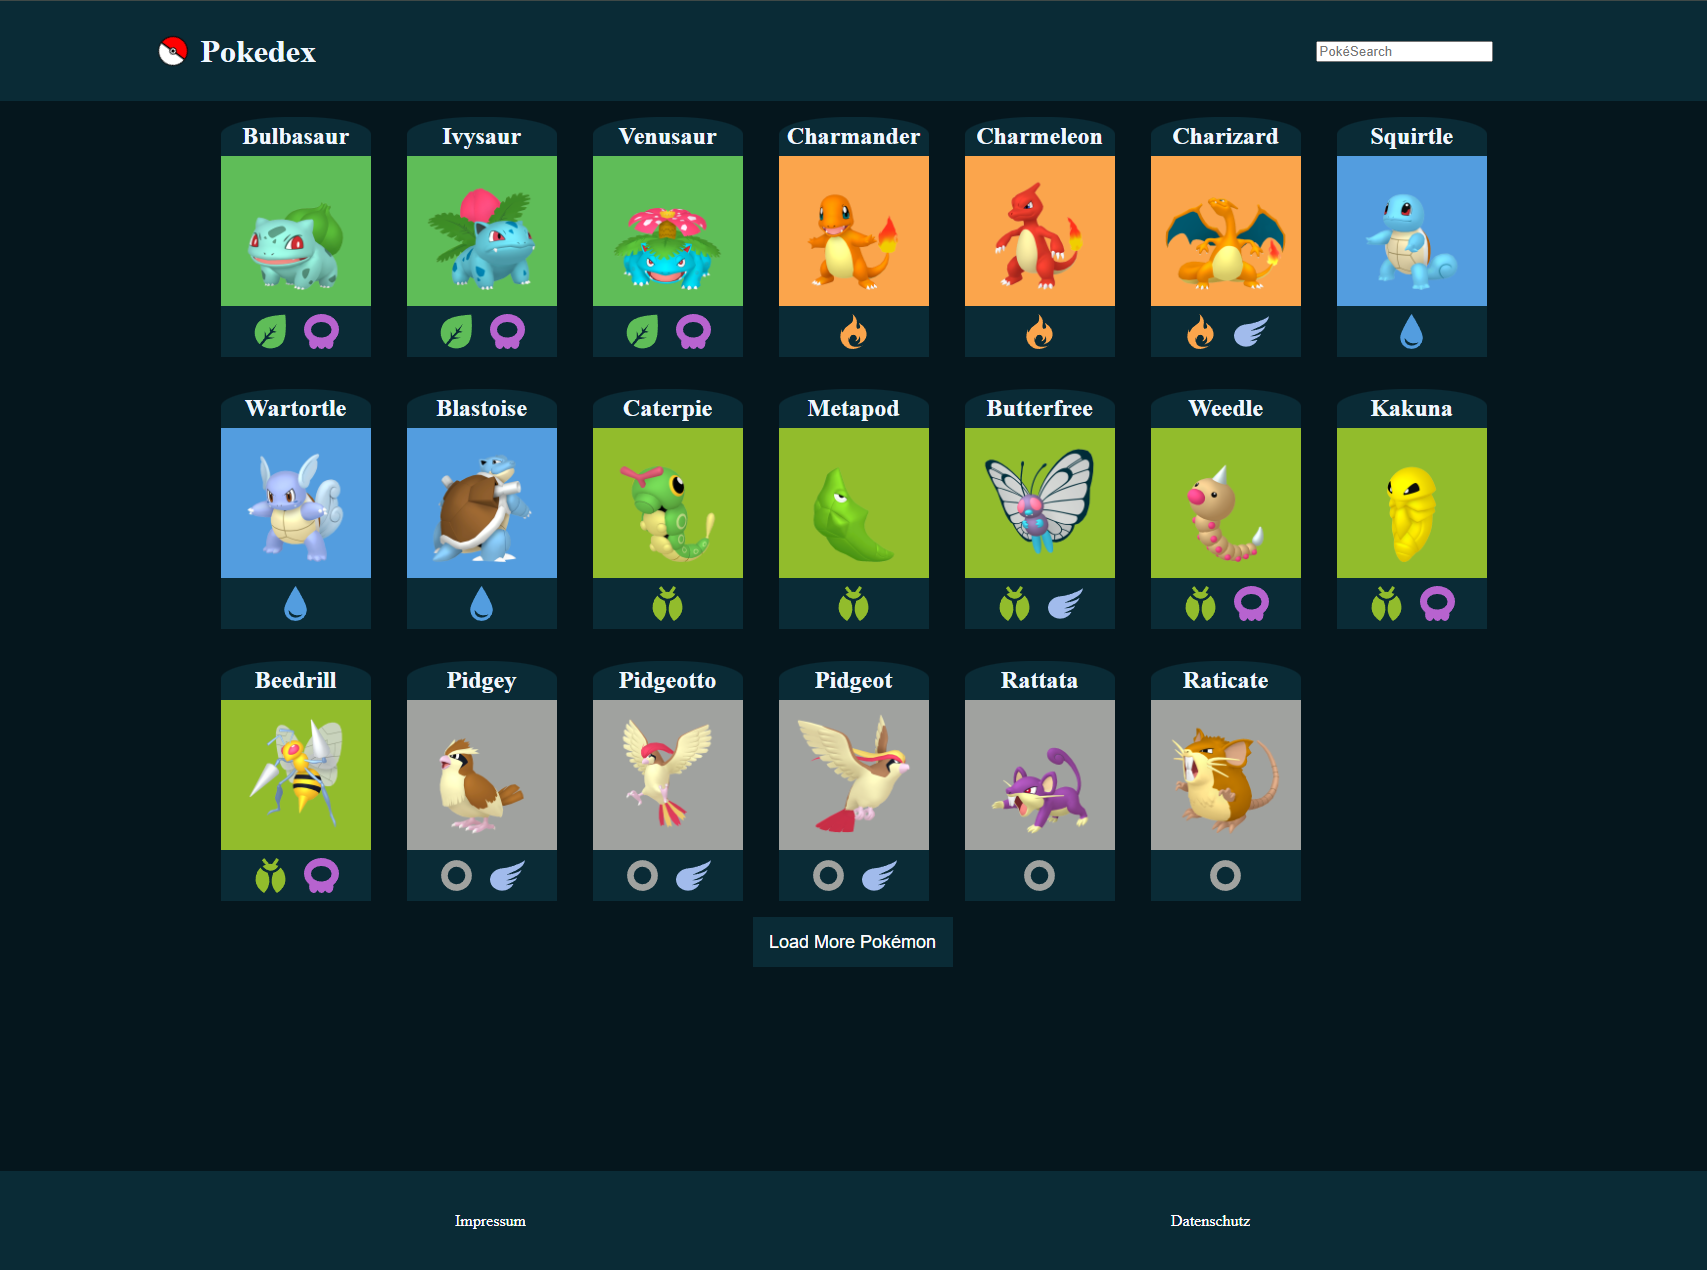 Pokedex
PokéSearch
Bulbasaur
Ivysaur
Venusaur
Charmander
Charmeleon
Charizard
Squirtle
Wartortle
Blastoise
Caterpie
Metapod
Butterfree
Weedle
Kakuna
Beedrill
Pidgey
Pidgeotto
Pidgeot
Rattata
Raticate
Load More Pokémon
Impressum
Datenschutz